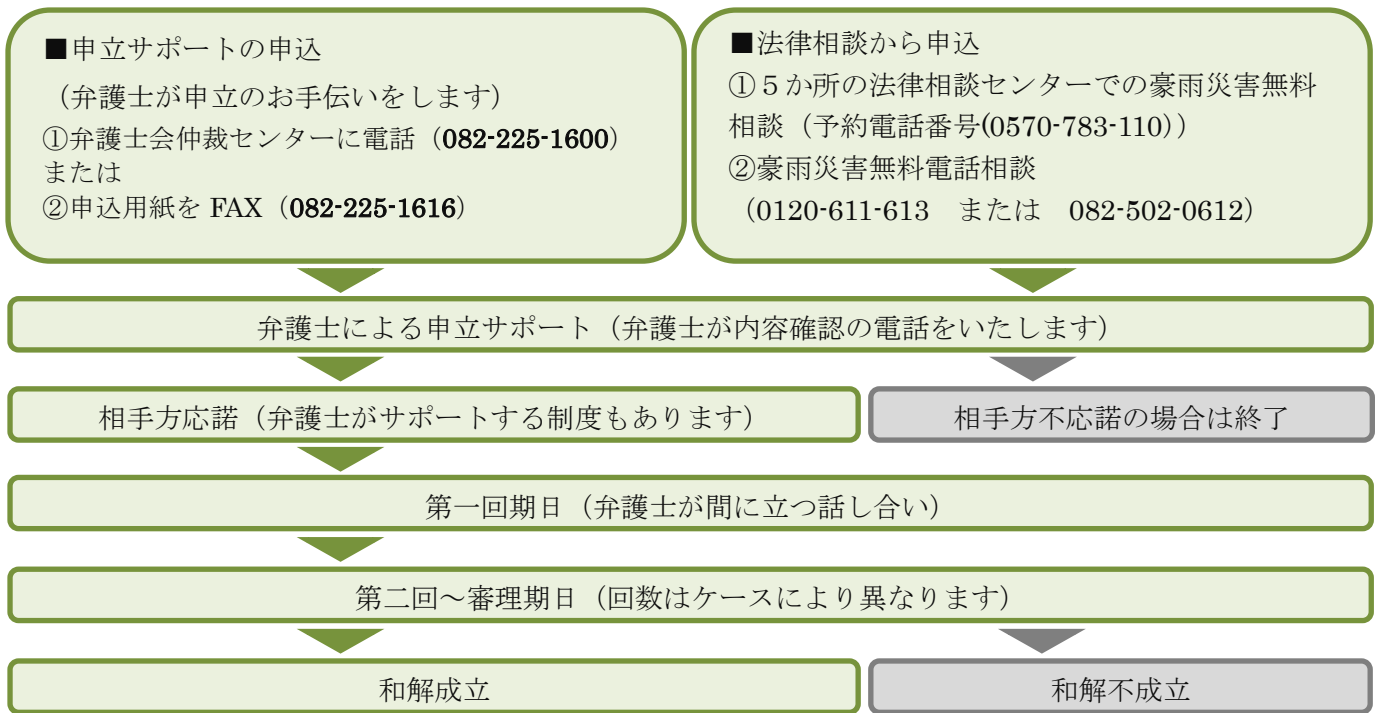 ■申立サポートの申込
（弁護士が申立のお手伝いをします）
①弁護士会仲裁センターに電話（082-225-1600）
または
②申込用紙を FAX（082-225-1616）
■法律相談から申込
①５か所の法律相談センターでの豪雨災害無料
相談（予約電話番号(0570-783-110)）
②豪雨災害無料電話相談
（0120-611-613　または　082-502-0612）
弁護士による申立サポート（弁護士が内容確認の電話をいたします）
相手方応諾（弁護士がサポートする制度もあります）
相手方不応諾の場合は終了
第一回期日（弁護士が間に立つ話し合い）
第二回～審理期日（回数はケースにより異なります）
和解成立
和解不成立